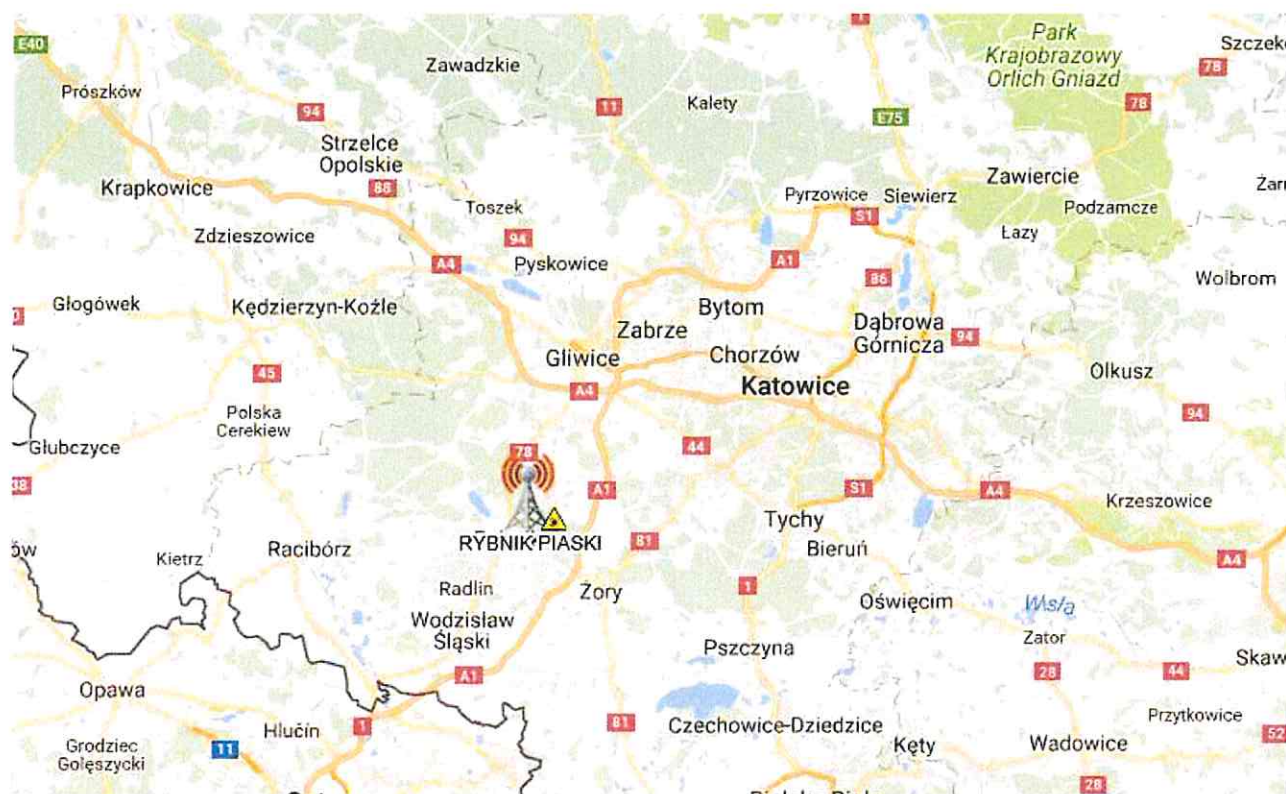 Park
Krajobrazowy
Orlich Gniazd
1
E40
Szczek
78
Zawadzkie
Prószków
11
Kalety
78
94
E75
Strzelce
Opolskie
Zawiercie
88
Krapkowice
Pyrzowice
Siewierz
Żar
Toszek
S1
Podzamcze
Zdzieszowice
94
Łazy
A4
Pyskowice
A1
86
Wolbrom
Głogówek
Kędzierzyn-Koźle
Bytom
Zabrze
Dąbrowa
Górnicza
94
Gliwice
Chorzów
Olkusz
45
A4
Katowice
Polska
Cerekiew
94
Głubczyce
78
44
38
A1
S1
A4
Krzeszowice
Tychy
RYBNIK PIASKI
81
Bieruń
ów
Kietrz
Racibórz
A4
Radlin
Żory
1
Oświęcim
Wisła
Wodzisław
Śląski
Zator
Pszczyna
Skaw
A1
28
44
Opawa
Przytkowice
Hlučín
1
81
Czechowice-Dziedzice
52
Grodziec
Gołęszycki
11
Kęty
Wadowice
28